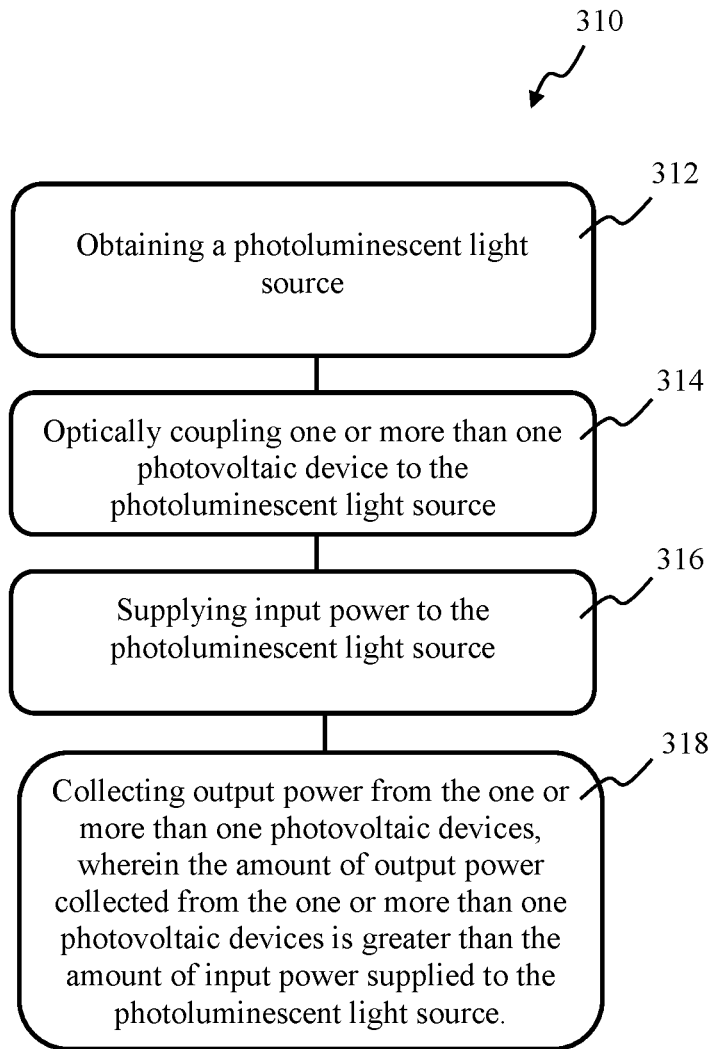 310
312
Obtaining a photoluminescent light
source
314
Optically coupling one or more than one
photovoltaic device to the
photoluminescent light source
316
Supplying input power to the
photoluminescent light source
318
Collecting output power from the one or
more than one photovoltaic devices,
wherein the amount of output power
collected from the one or more than one
photovoltaic devices is greater than the
amount of input power supplied to the
photoluminescent light source.